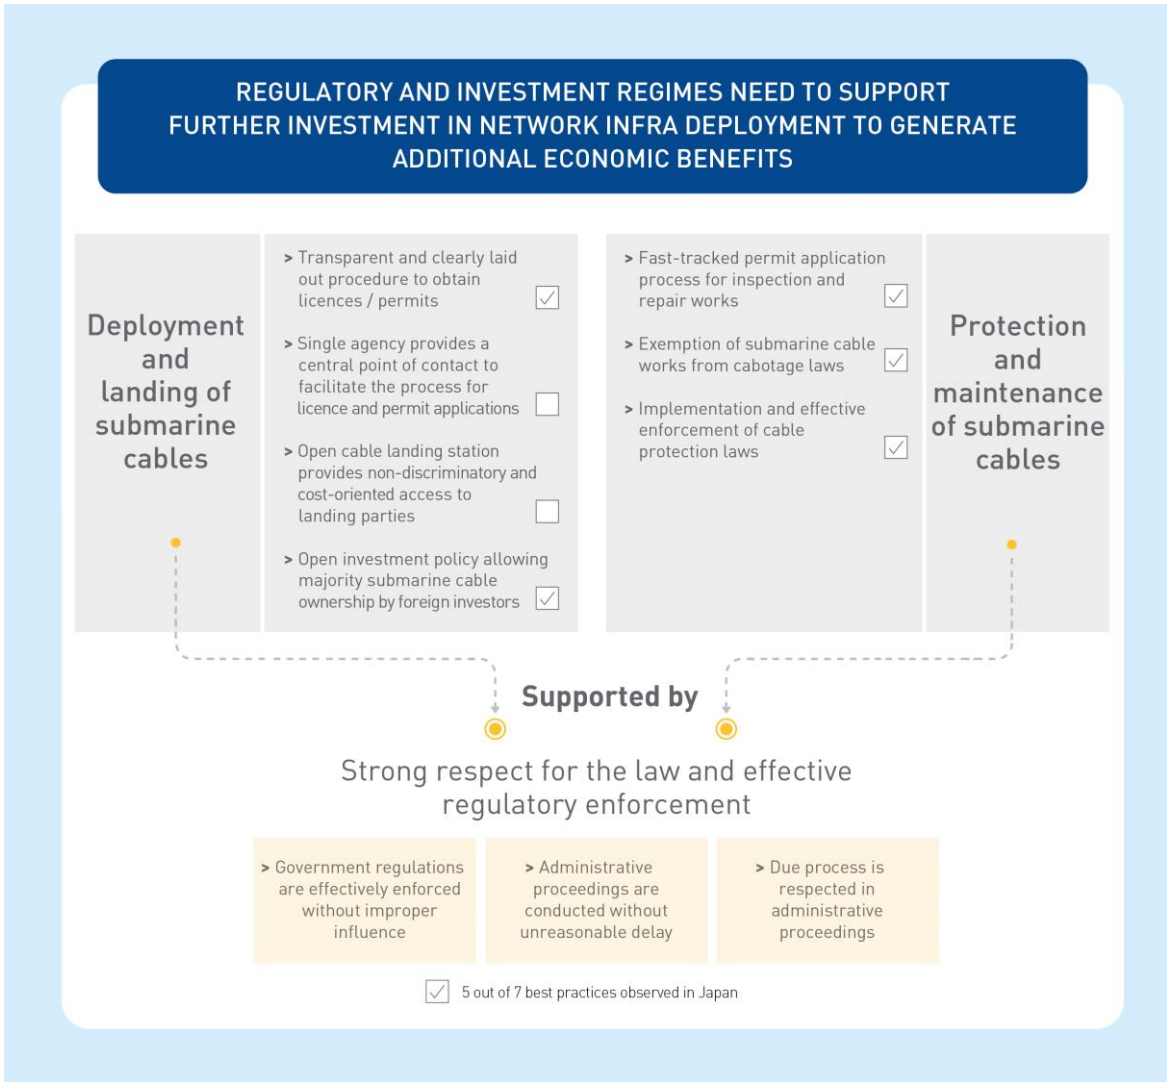 REGULATORY AND INVESTMENT REGIMES NEED TO SUPPORT
FURTHER INVESTMENT IN NETWORK INFRA DEPLOYMENT TO GENERATE
ADDITIONAL ECONOMIC BENEFITS
Deployment
and
landing of
submarine
cables
> Transparent and clearly laid
out procedure to obtain
licences / permits
> Single agency provides a
central point of contact to
facilitate the process for
licence and permit applications
> Open cable landing station
provides non-discriminatory and
cost-oriented access to
landing parties
> Open investment policy allowing
majority submarine cable
ownership by foreign investors
> Fast-tracked permit application
process for inspection and
repair works
> Exemption of submarine cable
works from cabotage laws
> Implementation and effective
enforcement of cable
protection laws
Protection
and
maintenance
of submarine
cables
Supported by
Strong respect for the law and effective
regulatory enforcement
> Government regulations
are effectively enforced
without improper
influence
> Administrative
proceedings are
conducted without
unreasonable delay
> Due process is
respected in
administrative
proceedings
5 out of 7 best practices observed in Japan